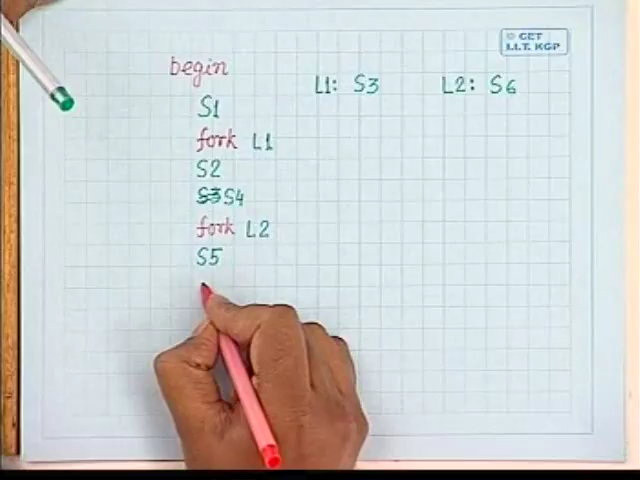 © CET
I.I.T. KGP
begin
L1: S3
L2: S6
S1
fork L1
S2
S3 S4
fork L2
S5